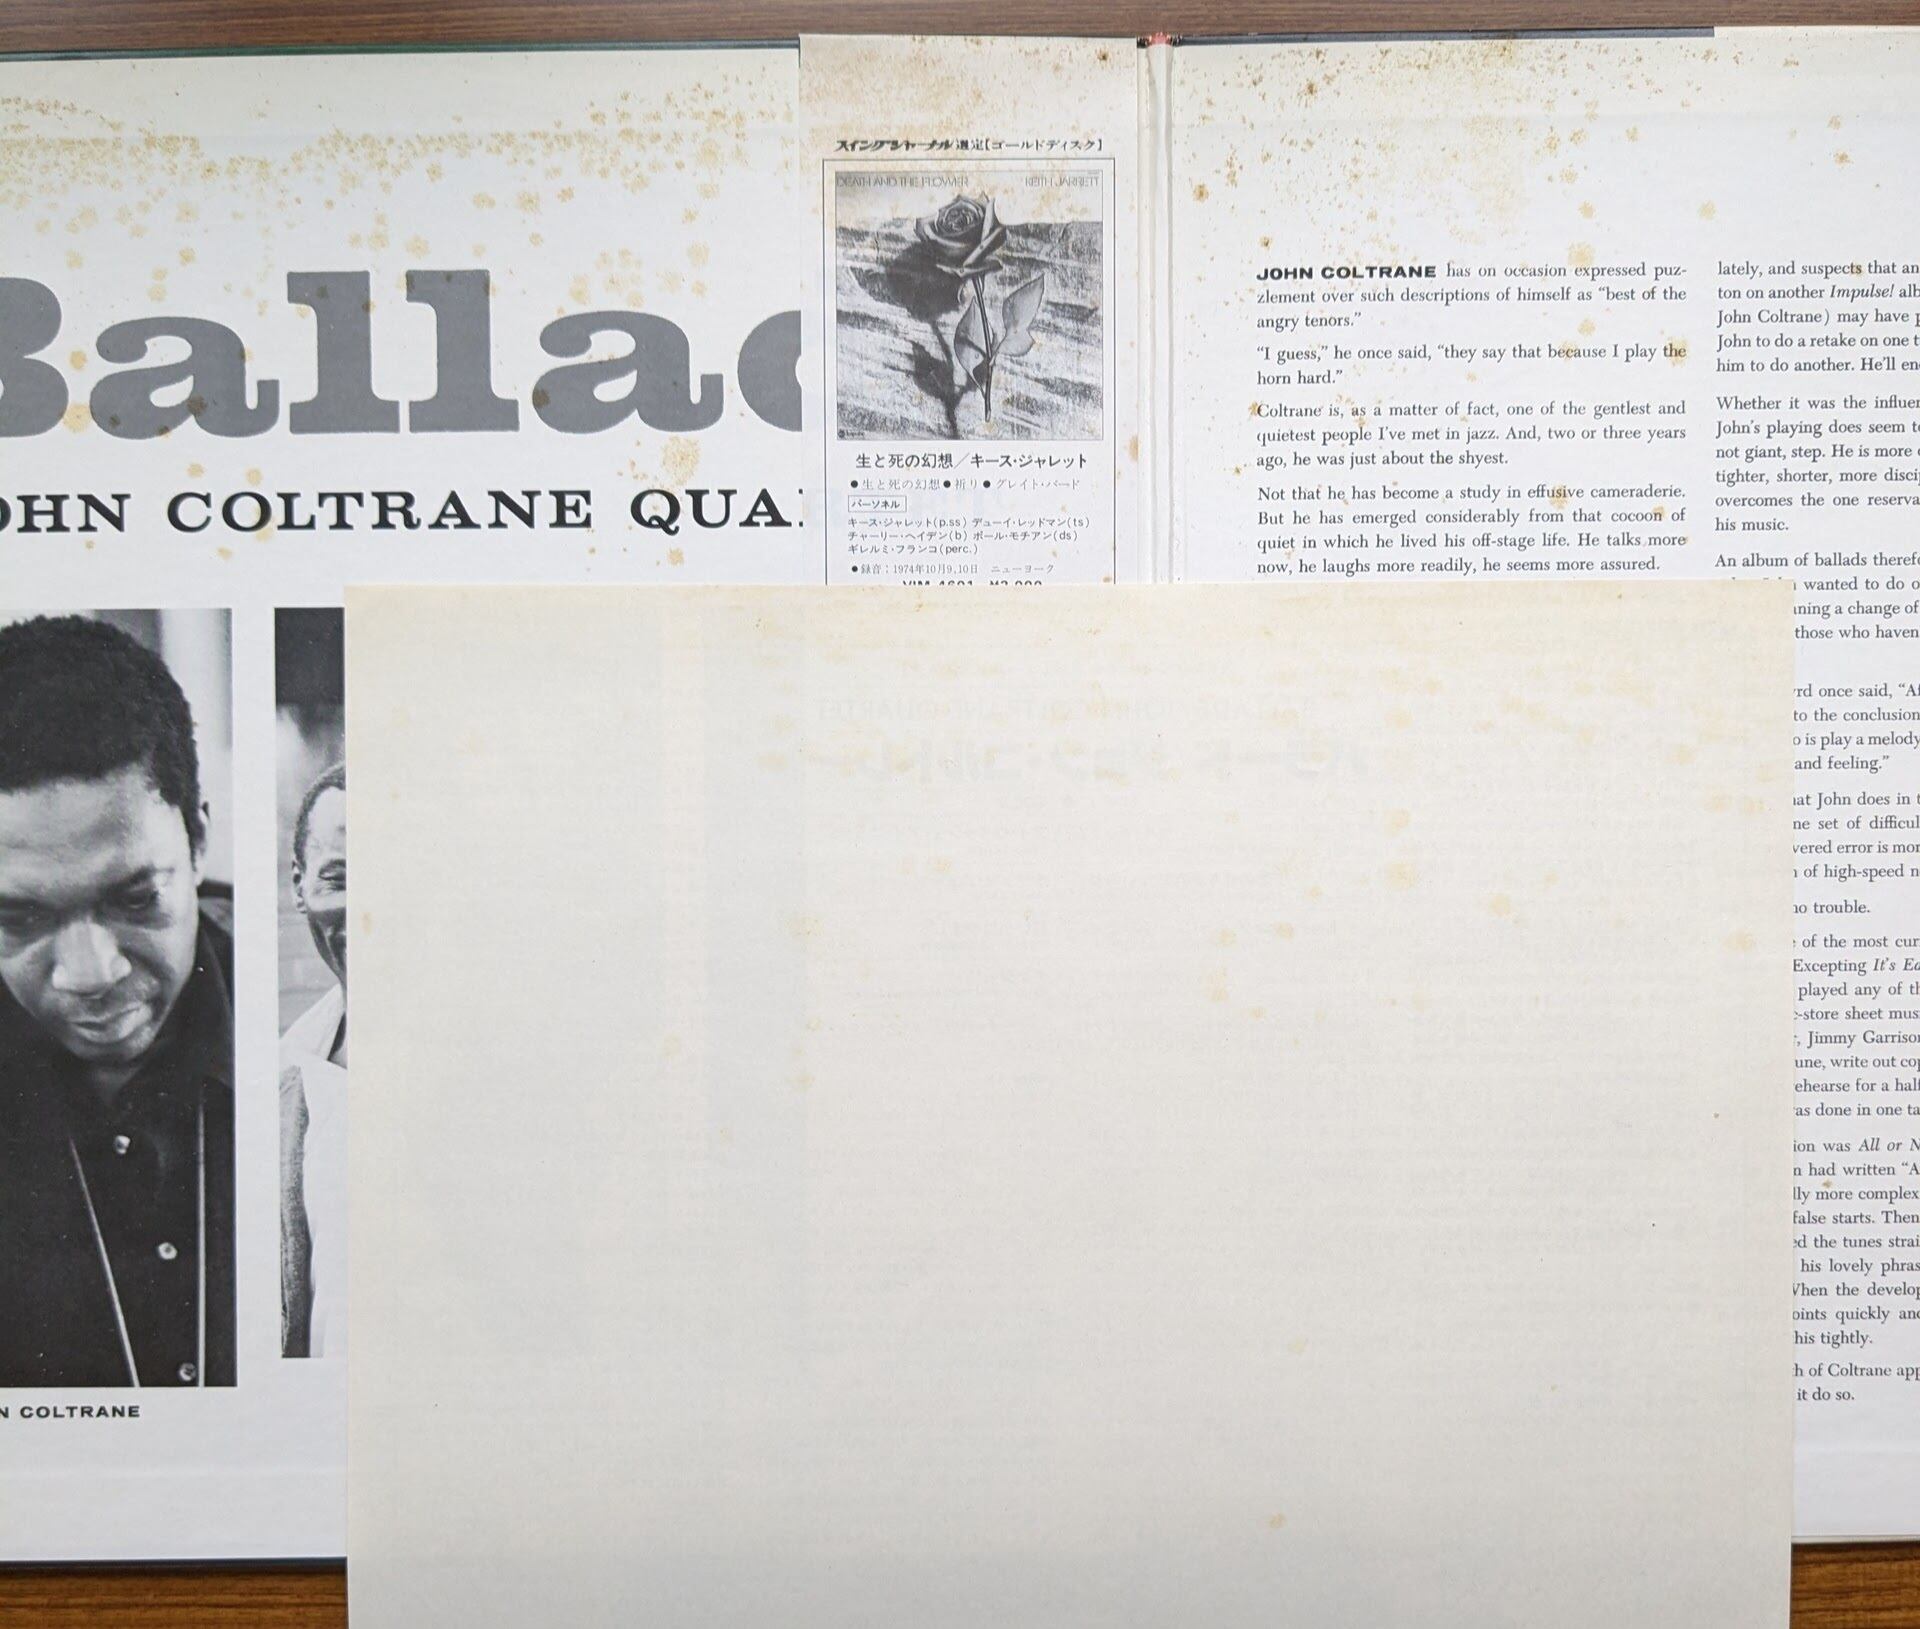 Ballad
JOHN COLTRANE QUAR
N COLTRANE
スイングジャーナル選定【ゴールドディスク】
DEATH AND THE FLOWER KEITH JARRETT
生と死の幻想／キース・ジャレット
●生と死の幻想●祈り●グレイト・バード
パーソネル
キース・ジャレット(p.ss) デューイ・レッドマン(ts)
チャーリー・ヘイデン(b) ポール・モチアン(ds)
ギレルミ・フランコ(perc.)
●録音：1974年10月9,10日 ニューヨーク
JOHN COLTRANE has on occasion expressed puz-
zlement over such descriptions of himself as “best of the
angry tenors.”
“I guess,” he once said, “they say that because I play the
horn hard.”
Coltrane is, as a matter of fact, one of the gentlest and
quietest people I’ve met in jazz. And, two or three years
ago, he was just about the shyest.
Not that he has become a study in effusive cameraderie.
But he has emerged considerably from that cocoon of
quiet in which he lived his off-stage life. He talks more
now, he laughs more readily, he seems more assured.
lately, and suspects that an
ton on another Impulse! alb
John Coltrane) may have p
John to do a retake on one t
him to do another. He’ll en
Whether it was the influen
John’s playing does seem t
not giant, step. He is more
tighter, shorter, more disci
overcomes the one reserva
his music.
An album of ballads theref
wanted to do o
ning a change of
those who haven
rd once said, “Af
to the conclusion
o is play a melody
and feeling.”
at John does in t
ne set of difficul
vered error is mor
of high-speed n
no trouble.
of the most cur
Excepting It’s Ea
played any of th
-store sheet mus
, Jimmy Garrison
une, write out cop
ehearse for a half
as done in one ta
ion was All or N
n had written “A
lly more complex
false starts. Then
ed the tunes strai
his lovely phras
When the develop
oints quickly and
his tightly.
h of Coltrane app
it do so.